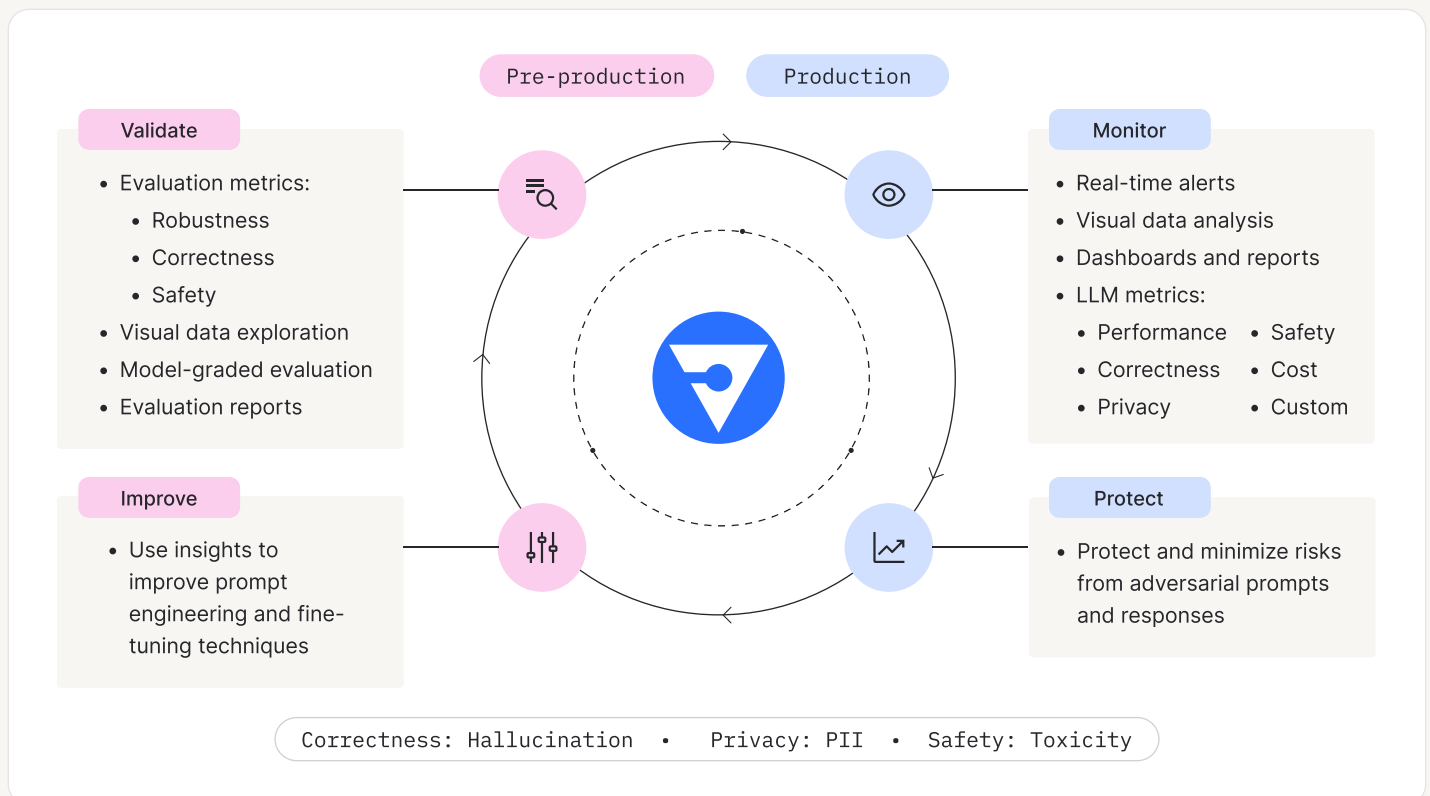 Pre-production
Production
Validate
Evaluation metrics:
Robustness
Correctness
Safety
Visual data exploration
Model-graded evaluation
Evaluation reports
Monitor
Real-time alerts
Visual data analysis
Dashboards and reports
LLM metrics:
Performance
Correctness
Privacy
Safety
Cost
Custom
Improve
Use insights to
improve prompt
engineering and fine-
tuning techniques
Protect
Protect and minimize risks
from adversarial prompts
and responses
Correctness: Hallucination • Privacy: PII • Safety: Toxicity